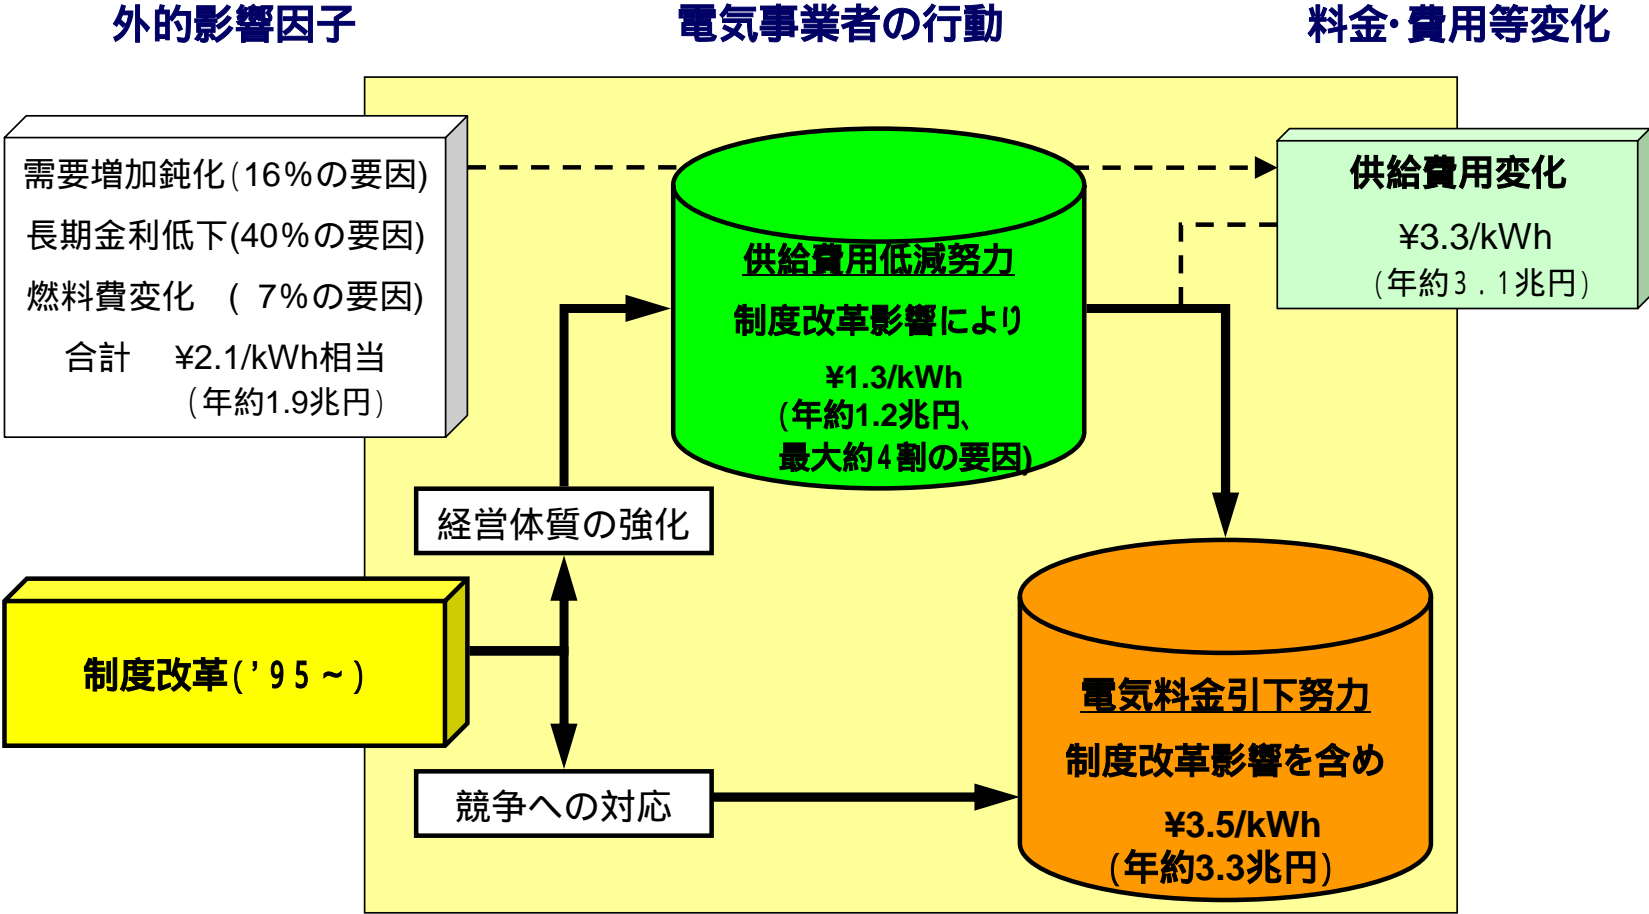 外的影響因子
電気事業者の行動
料金・費用等変化
需要増加鈍化(16%の要因)
長期金利低下(40%の要因)
燃料費変化 ( 7%の要因)
合計 ¥2.1/kWh相当
(年約1.9兆円)
供給費用低減努力
制度改革影響により
¥1.3/kWh
(年約1.2兆円、
最大約4割の要因)
供給費用変化
¥3.3/kWh
(年約3.1兆円)
経営体質の強化
制度改革('95~)
競争への対応
電気料金引下努力
制度改革影響を含め
¥3.5/kWh
(年約3.3兆円)